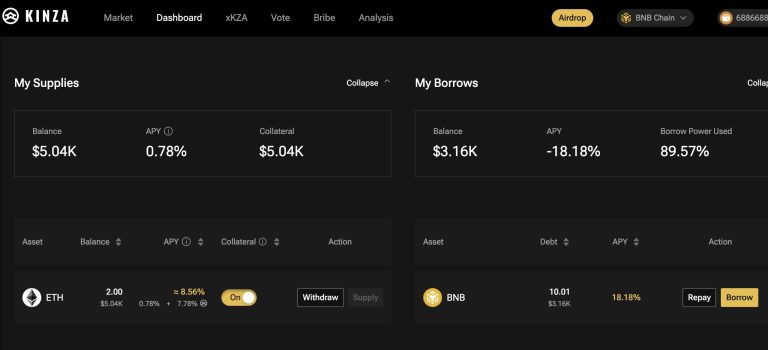 KINZA Market Dashboard xKZA Vote Bribe Analysis Airdrop BNB Chain 6886688
My Supplies Collapse
Balance APY Collateral
$5.04K 0.78% $5.04K
Asset Balance APY Collateral Action
ETH 2.00 ≈ 8.56% On Withdraw Supply
$5.04K 0.78% + 7.78%
My Borrows Collap
Balance APY Borrow Power Used
$3.16K -18.18% 89.57%
Asset Debt APY Action
BNB 10.01 18.18% Repay Borrow
$3.16K